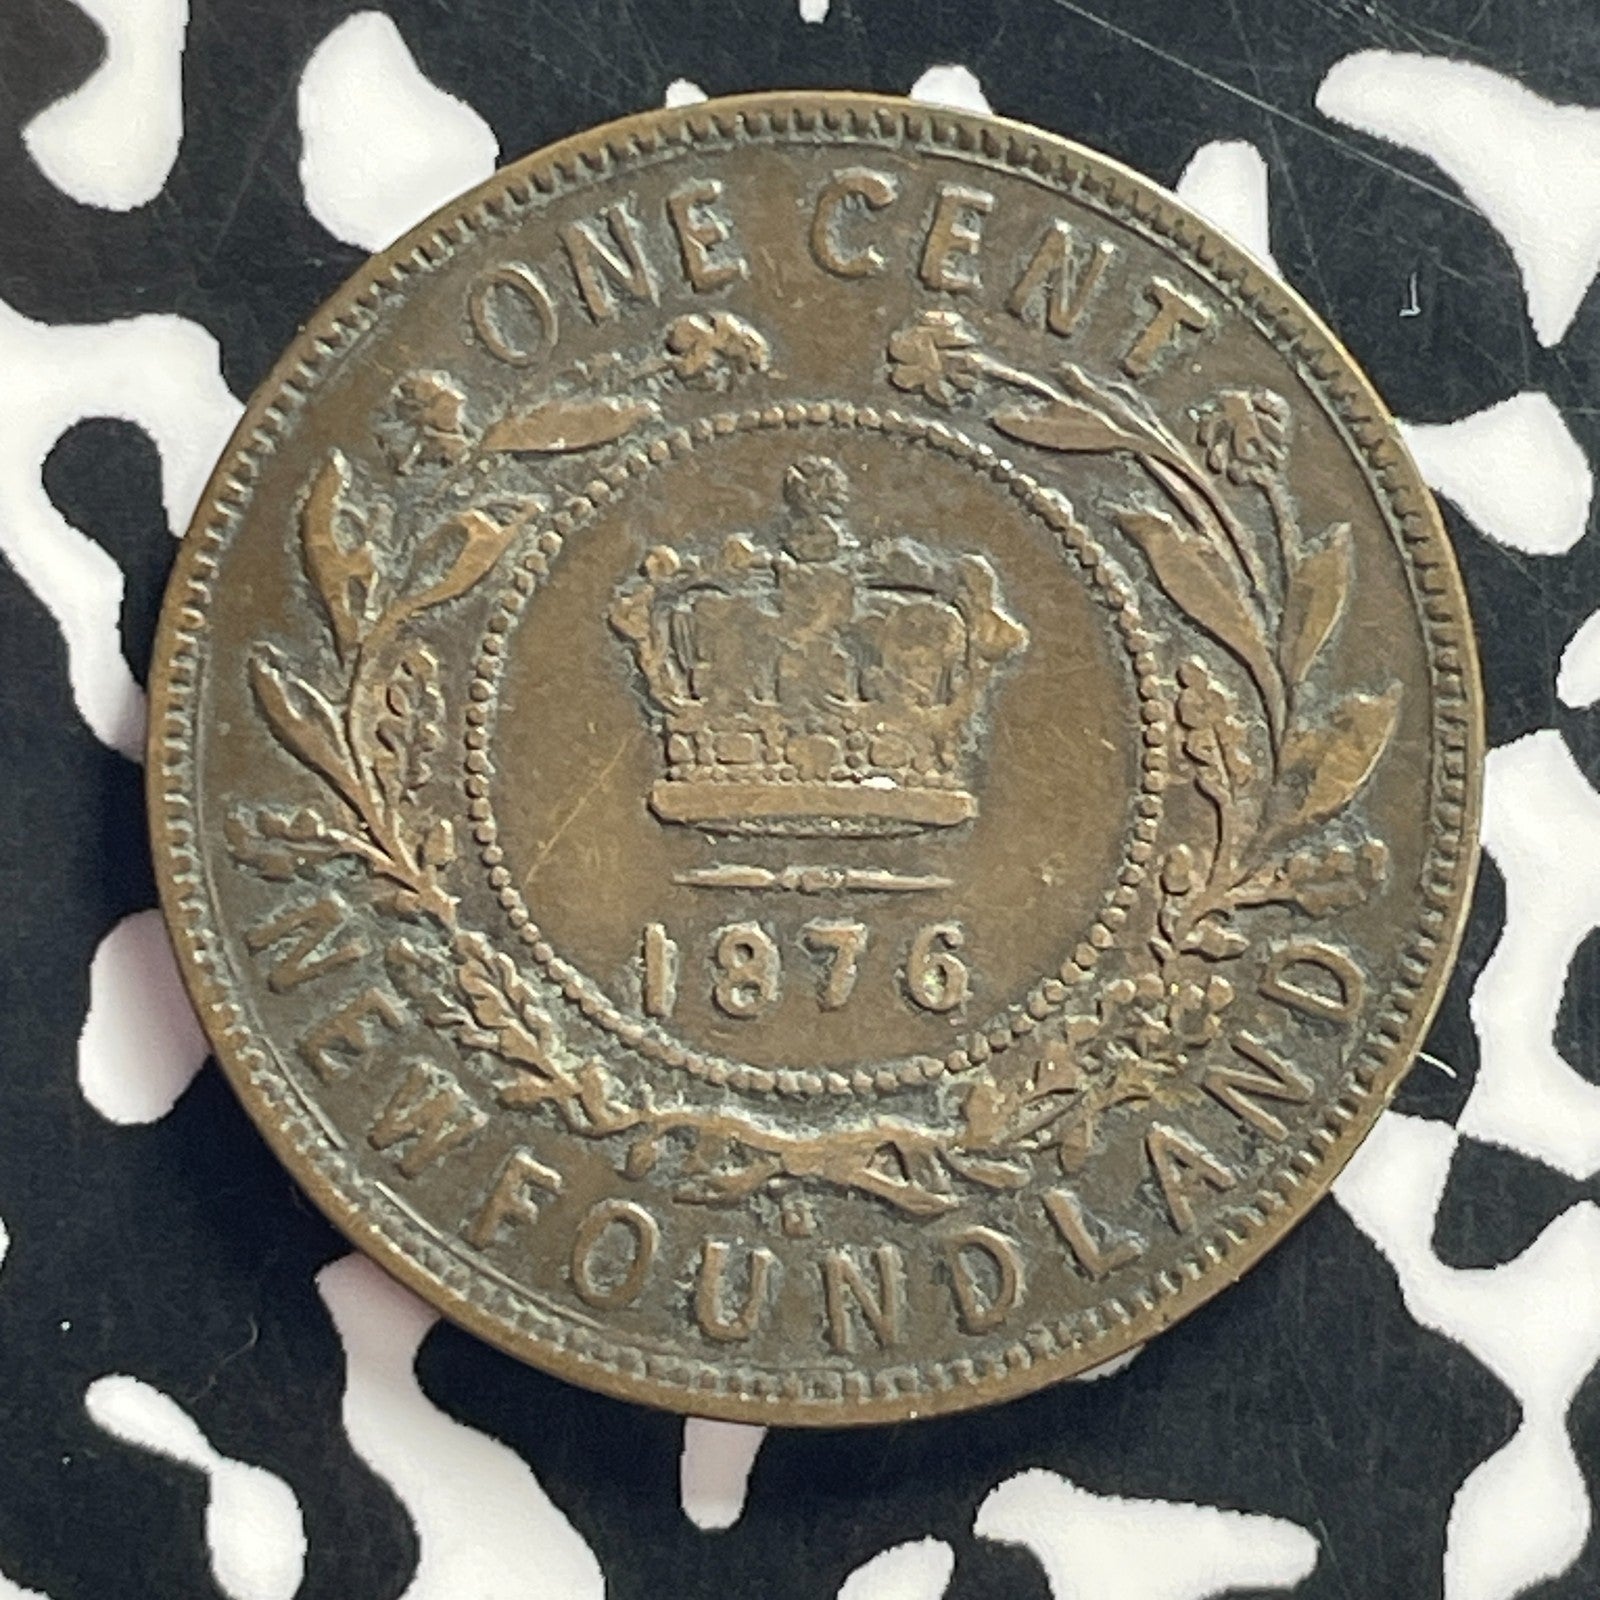 ONE CENT
1876
H
NEWFOUNDLAND